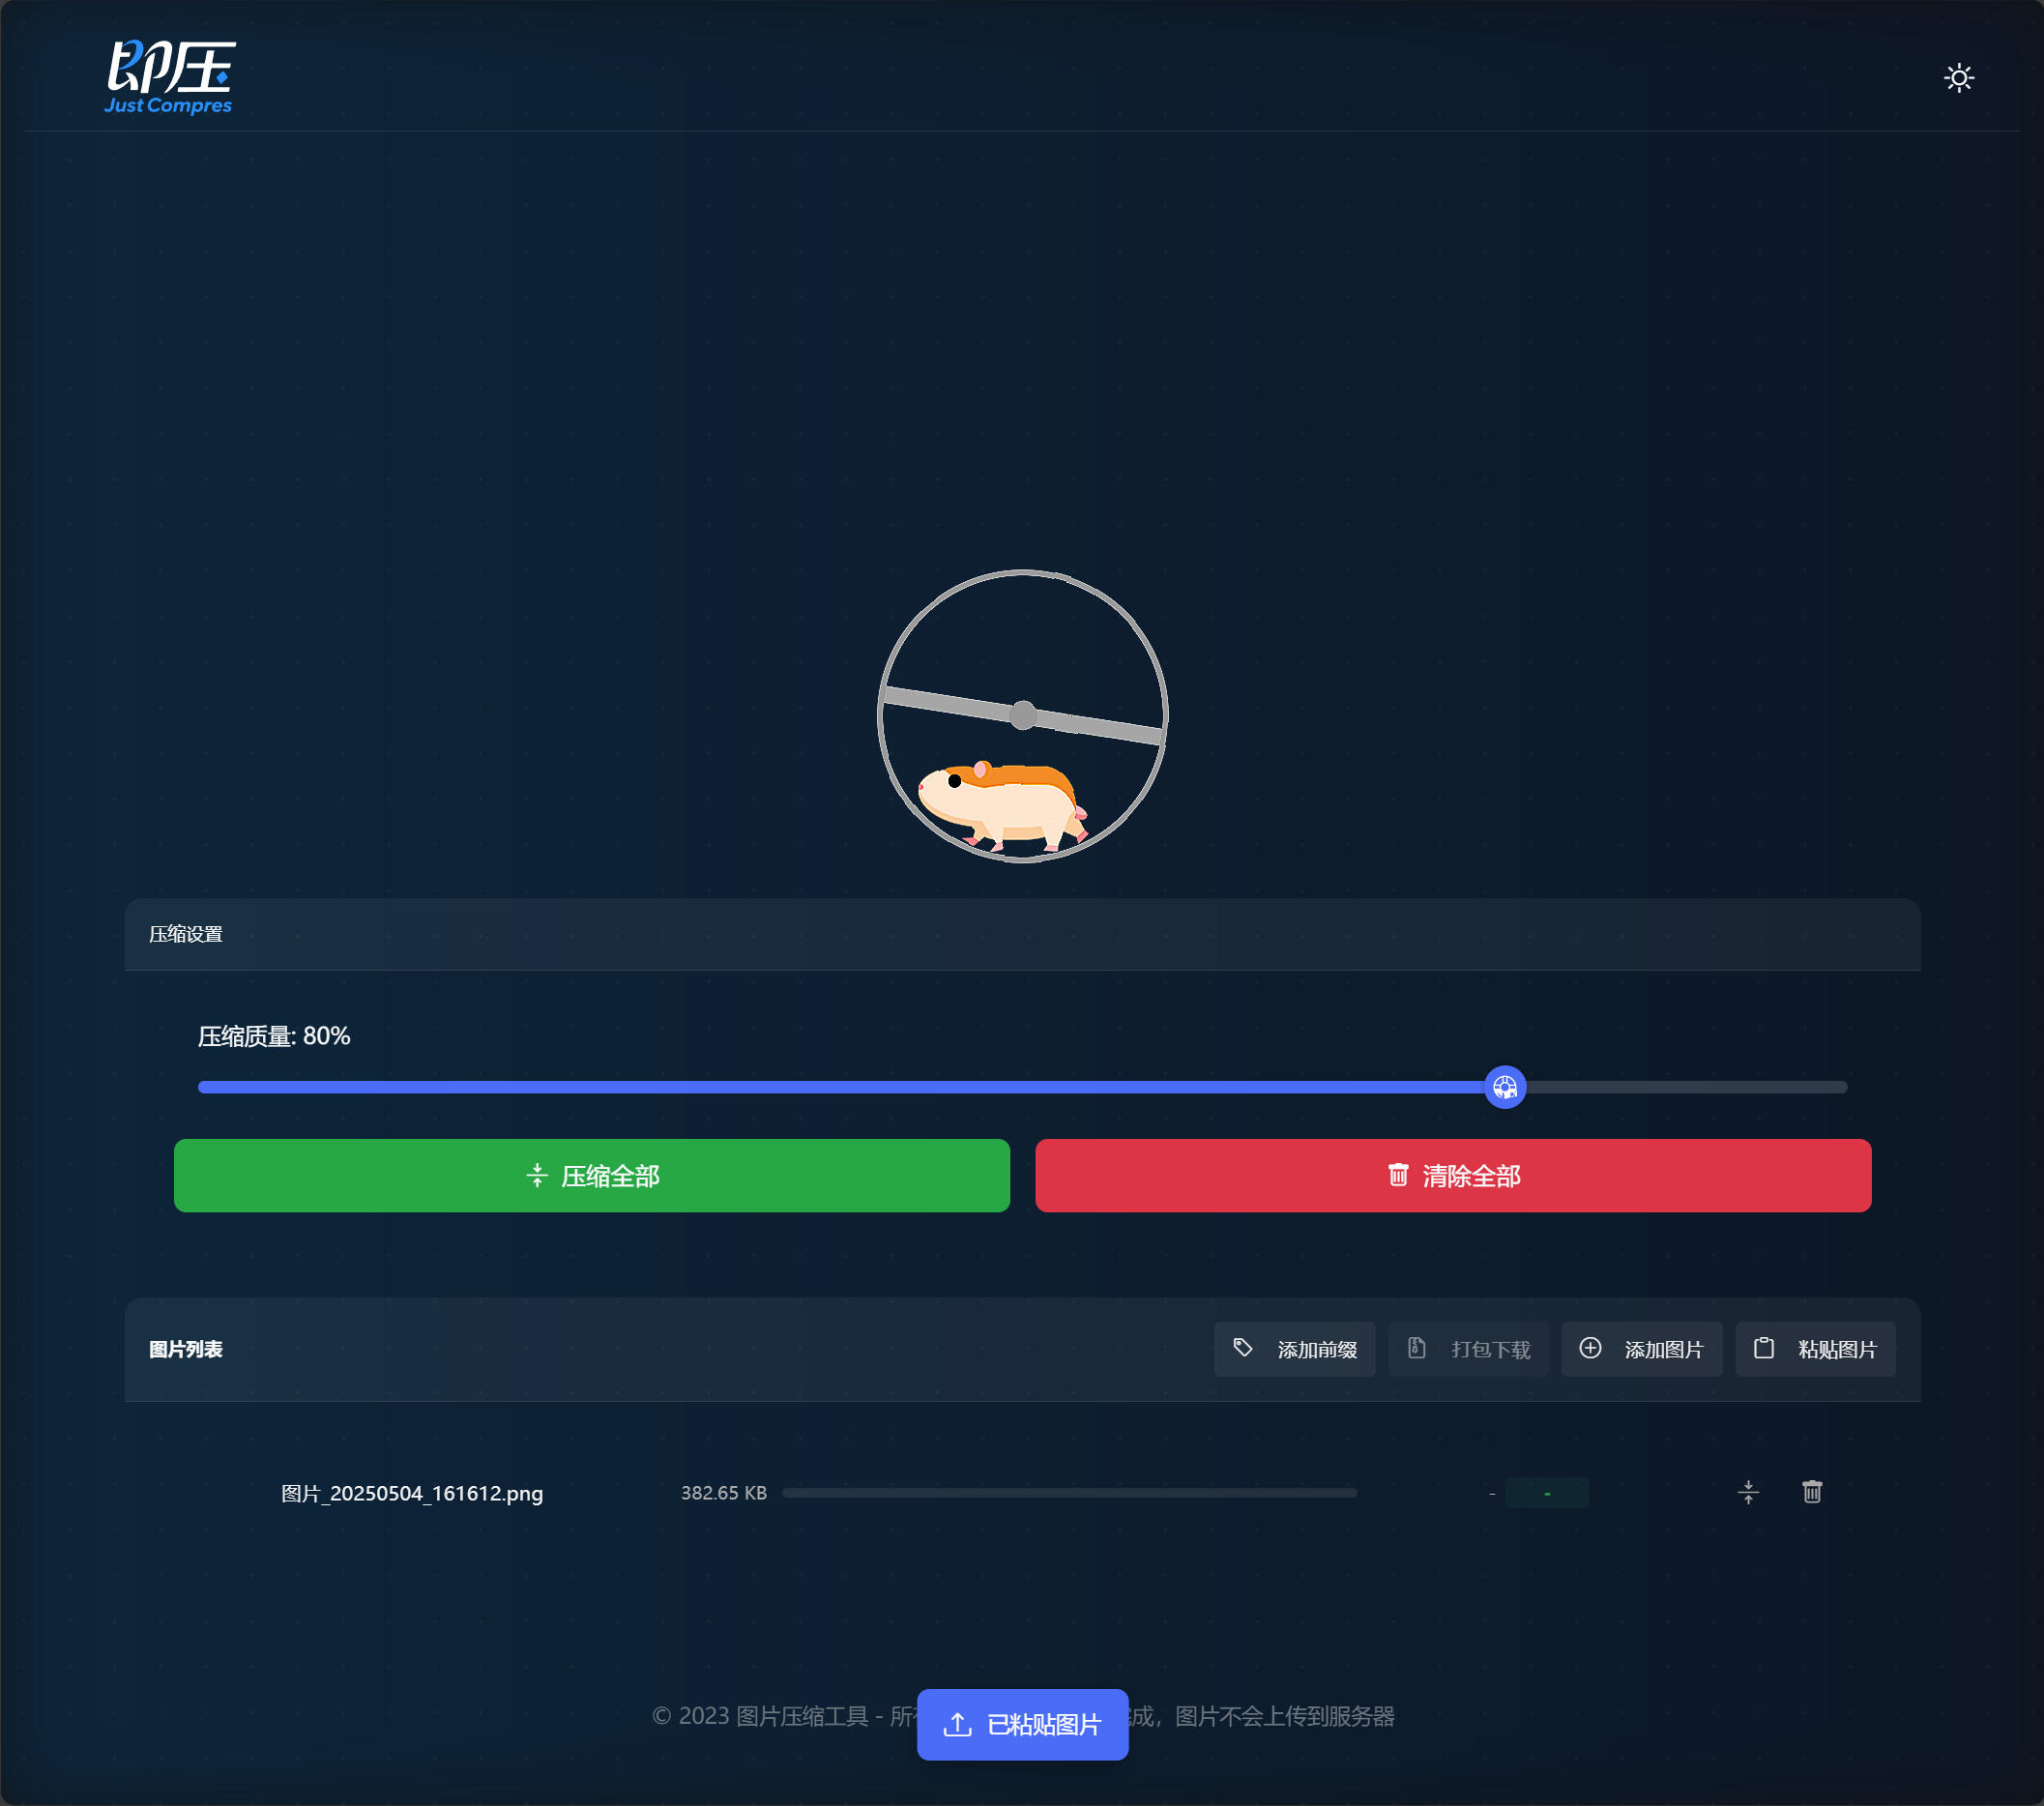 即压
Just Compres
压缩设置
压缩质量: 80%
压缩全部
清除全部
图片列表
添加前缀
打包下载
添加图片
粘贴图片
图片_20250504_161612.png
382.65 KB
-
-
© 2023 图片压缩工具 - 所
成，图片不会上传到服务器
已粘贴图片